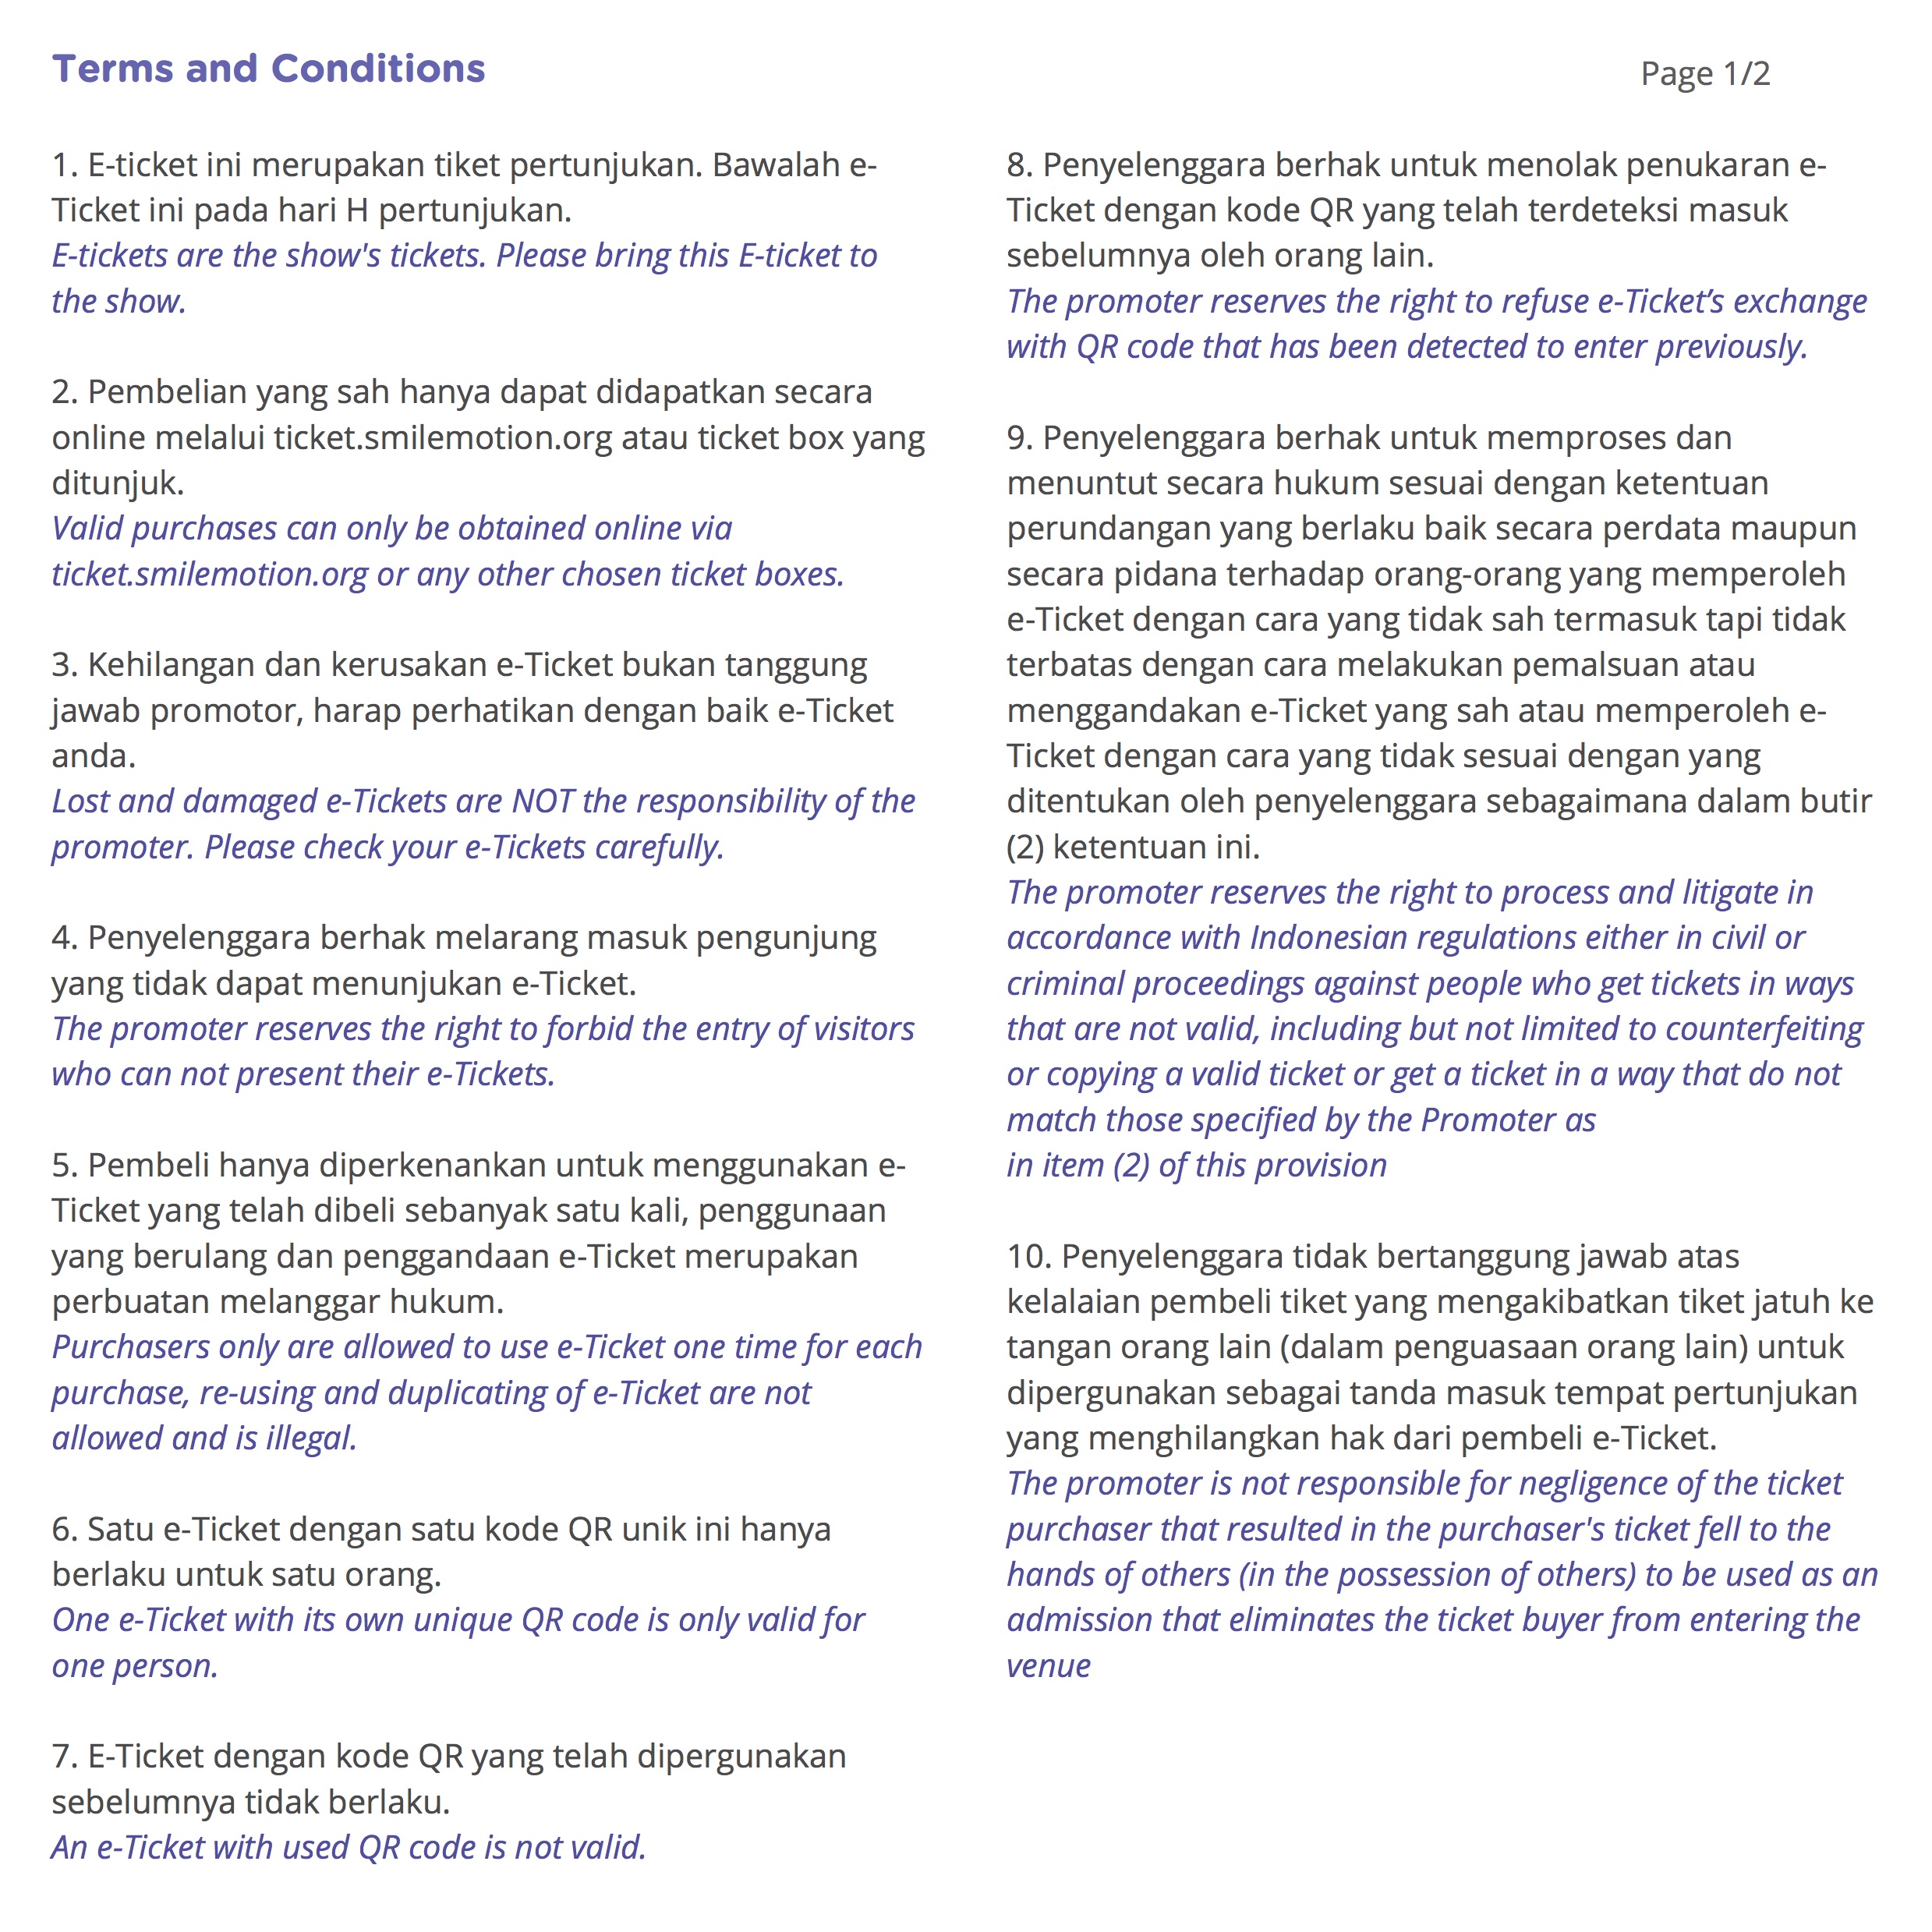 Terms and Conditions
Page 1/2
1. E-ticket ini merupakan tiket pertunjukan. Bawalah e-
Ticket ini pada hari H pertunjukan.
E-tickets are the show's tickets. Please bring this E-ticket to
the show.
2. Pembelian yang sah hanya dapat didapatkan secara
online melalui ticket.smilemotion.org atau ticket box yang
ditunjuk.
Valid purchases can only be obtained online via
ticket.smilemotion.org or any other chosen ticket boxes.
3. Kehilangan dan kerusakan e-Ticket bukan tanggung
jawab promotor, harap perhatikan dengan baik e-Ticket
anda.
Lost and damaged e-Tickets are NOT the responsibility of the
promoter. Please check your e-Tickets carefully.
4. Penyelenggara berhak melarang masuk pengunjung
yang tidak dapat menunjukan e-Ticket.
The promoter reserves the right to forbid the entry of visitors
who can not present their e-Tickets.
5. Pembeli hanya diperkenankan untuk menggunakan e-
Ticket yang telah dibeli sebanyak satu kali, penggunaan
yang berulang dan penggandaan e-Ticket merupakan
perbuatan melanggar hukum.
Purchasers only are allowed to use e-Ticket one time for each
purchase, re-using and duplicating of e-Ticket are not
allowed and is illegal.
6. Satu e-Ticket dengan satu kode QR unik ini hanya
berlaku untuk satu orang.
One e-Ticket with its own unique QR code is only valid for
one person.
7. E-Ticket dengan kode QR yang telah dipergunakan
sebelumnya tidak berlaku.
An e-Ticket with used QR code is not valid.
8. Penyelenggara berhak untuk menolak penukaran e-
Ticket dengan kode QR yang telah terdeteksi masuk
sebelumnya oleh orang lain.
The promoter reserves the right to refuse e-Ticket’s exchange
with QR code that has been detected to enter previously.
9. Penyelenggara berhak untuk memproses dan
menuntut secara hukum sesuai dengan ketentuan
perundangan yang berlaku baik secara perdata maupun
secara pidana terhadap orang-orang yang memperoleh
e-Ticket dengan cara yang tidak sah termasuk tapi tidak
terbatas dengan cara melakukan pemalsuan atau
menggandakan e-Ticket yang sah atau memperoleh e-
Ticket dengan cara yang tidak sesuai dengan yang
ditentukan oleh penyelenggara sebagaimana dalam butir
(2) ketentuan ini.
The promoter reserves the right to process and litigate in
accordance with Indonesian regulations either in civil or
criminal proceedings against people who get tickets in ways
that are not valid, including but not limited to counterfeiting
or copying a valid ticket or get a ticket in a way that do not
match those specified by the Promoter as
in item (2) of this provision
10. Penyelenggara tidak bertanggung jawab atas
kelalaian pembeli tiket yang mengakibatkan tiket jatuh ke
tangan orang lain (dalam penguasaan orang lain) untuk
dipergunakan sebagai tanda masuk tempat pertunjukan
yang menghilangkan hak dari pembeli e-Ticket.
The promoter is not responsible for negligence of the ticket
purchaser that resulted in the purchaser's ticket fell to the
hands of others (in the possession of others) to be used as an
admission that eliminates the ticket buyer from entering the
venue